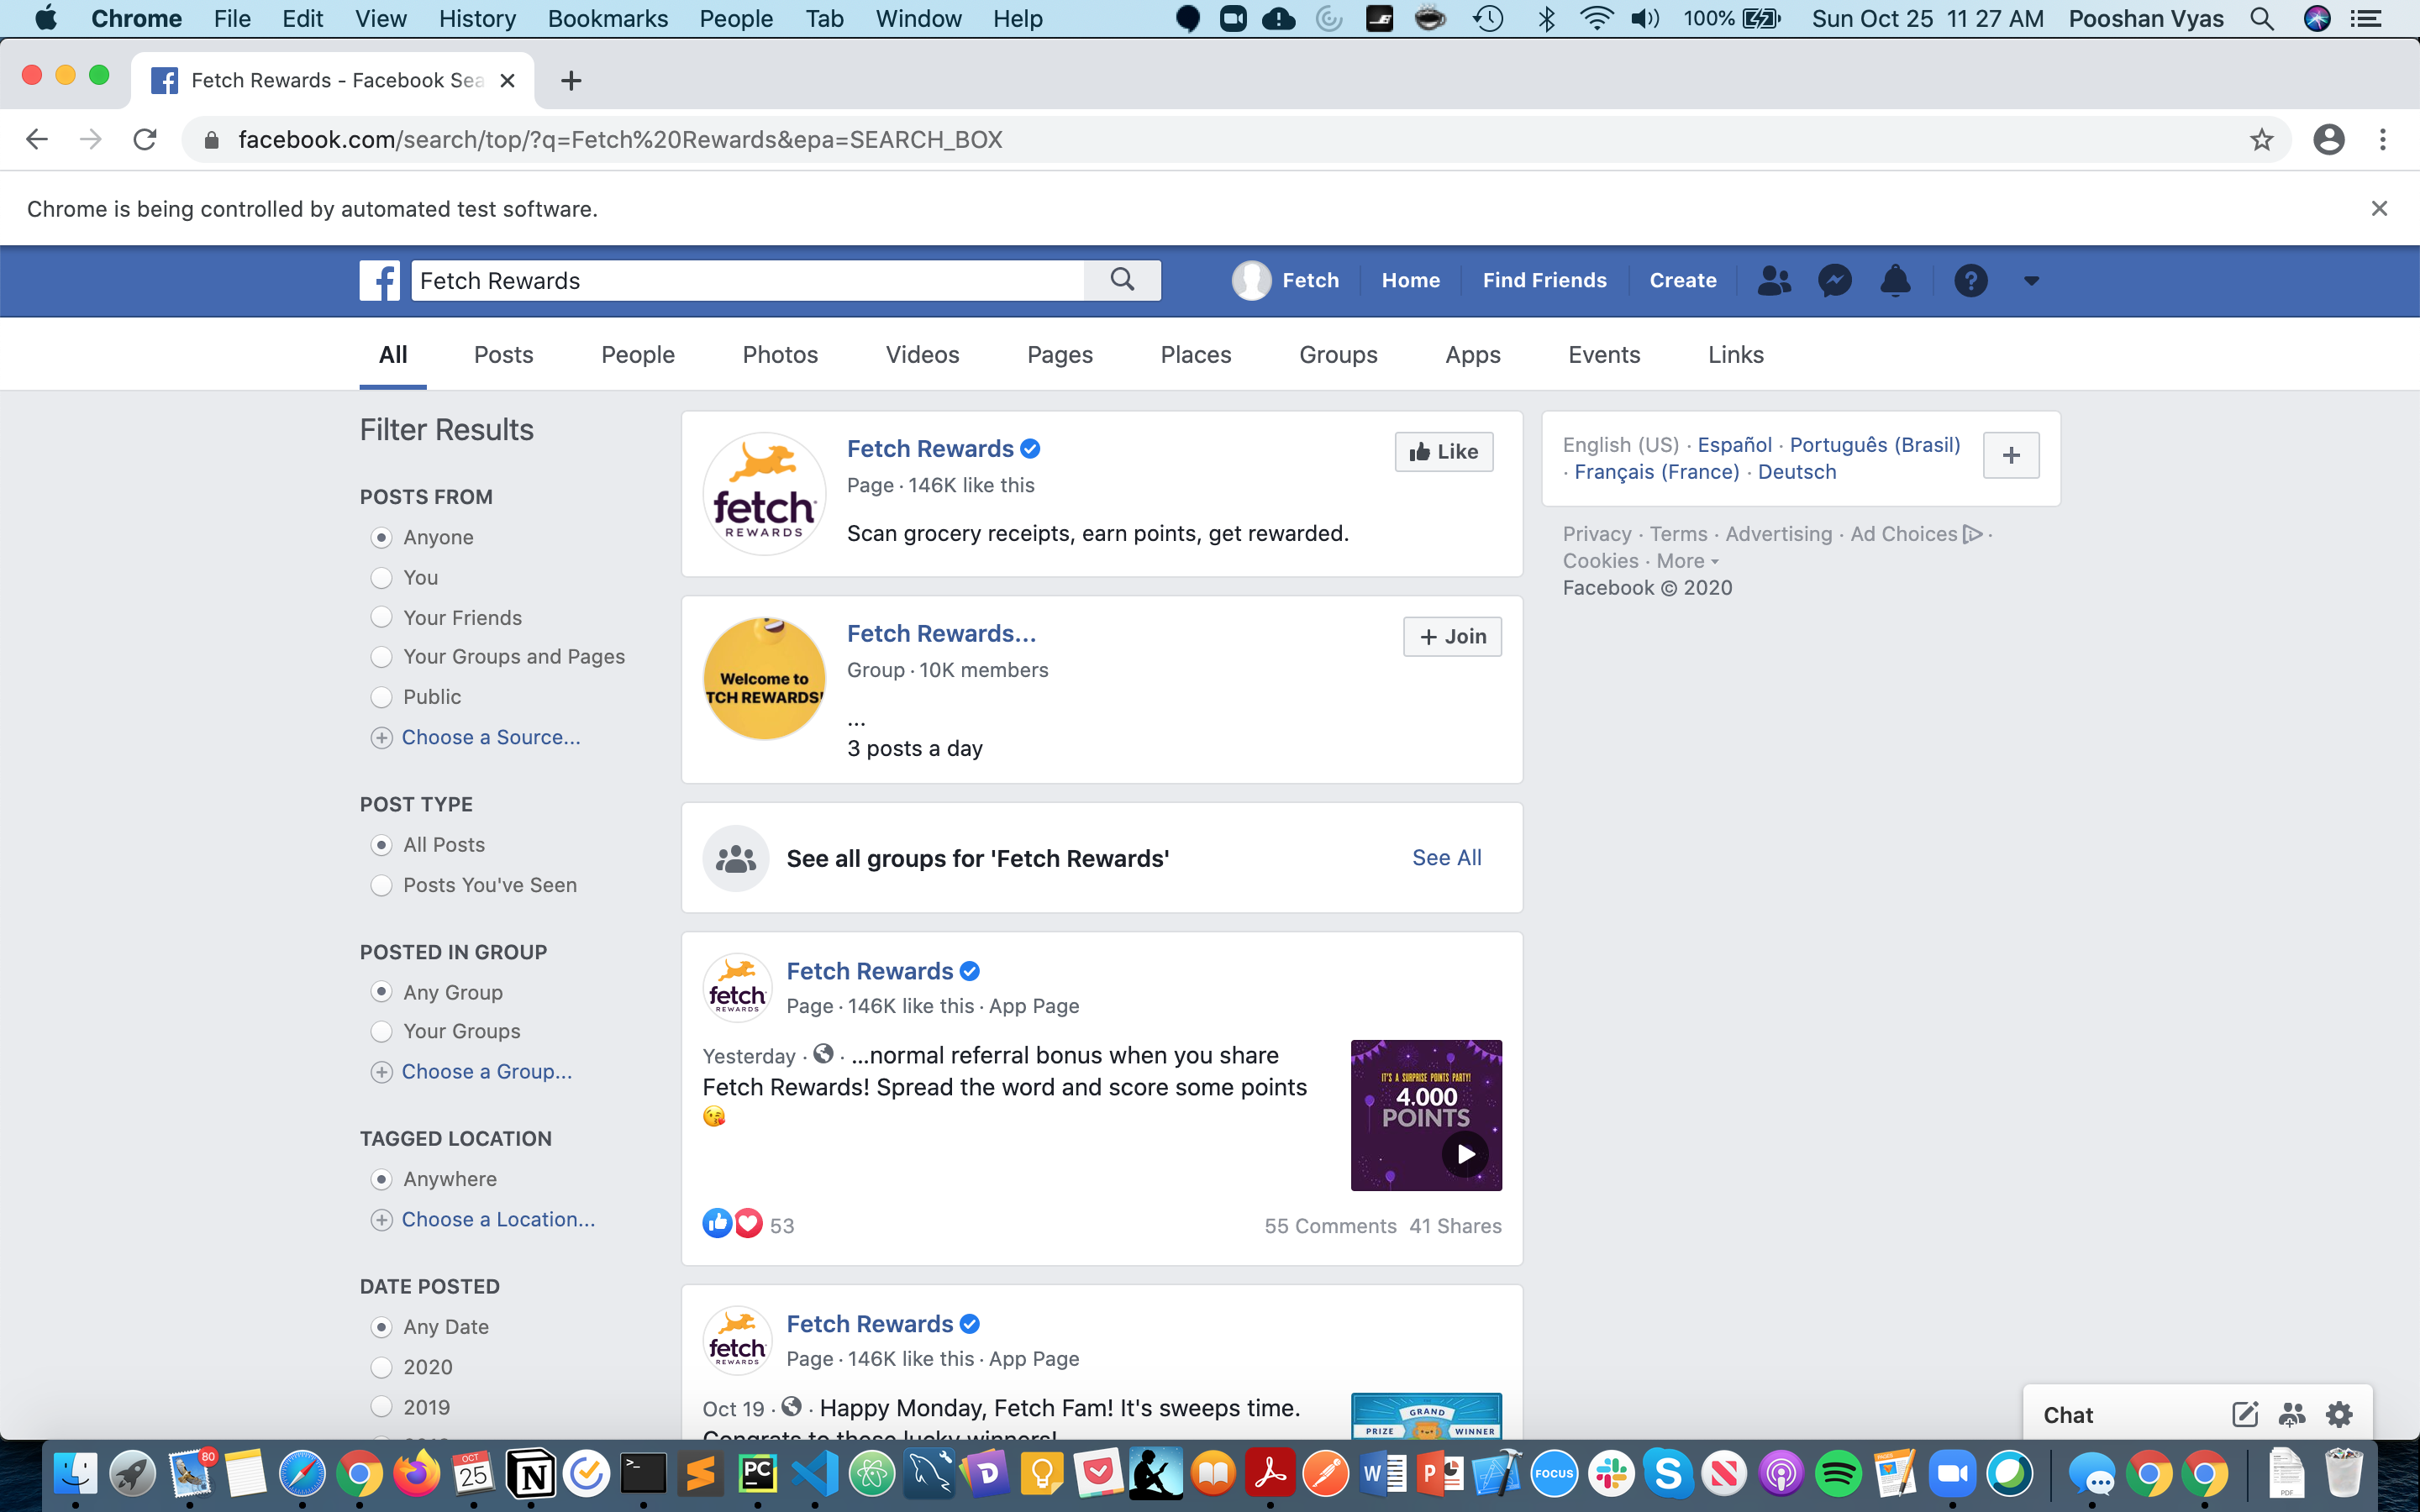 Chrome File Edit View History Bookmarks People Tab Window Help 100% Sun Oct 25 11 27 AM Pooshan Vyas
Fetch Rewards - Facebook Sea
facebook.com/search/top/?q=Fetch%20Rewards&epa=SEARCH_BOX
Chrome is being controlled by automated test software.
Fetch Rewards Fetch Home Find Friends Create
All Posts People Photos Videos Pages Places Groups Apps Events Links
Filter Results
POSTS FROM
Anyone
You
Your Friends
Your Groups and Pages
Public
Choose a Source...
POST TYPE
All Posts
Posts You've Seen
POSTED IN GROUP
Any Group
Your Groups
Choose a Group...
TAGGED LOCATION
Anywhere
Choose a Location...
DATE POSTED
Any Date
2020
2019
fetch
REWARDS
Fetch Rewards
Page · 146K like this
Scan grocery receipts, earn points, get rewarded.
Like
Welcome to
TCH REWARDS!
Fetch Rewards...
Group · 10K members
...
3 posts a day
+ Join
See all groups for 'Fetch Rewards' See All
fetch
REWARDS
Fetch Rewards
Page · 146K like this · App Page
Yesterday · · ...normal referral bonus when you share
Fetch Rewards! Spread the word and score some points
😘
IT'S A SURPRISE POINTS PARTY!
4,000
POINTS
53 55 Comments 41 Shares
fetch
REWARDS
Fetch Rewards
Page · 146K like this · App Page
Oct 19 · · Happy Monday, Fetch Fam! It's sweeps time.
Congrats to these lucky winners!
GRAND
PRIZE WINNER
English (US) · Español · Português (Brasil)
· Français (France) · Deutsch
+
Privacy · Terms · Advertising · Ad Choices ·
Cookies · More
Facebook © 2020
Chat
80
OCT
25
PC
D
W
P
FOCUS
S
N
PDF